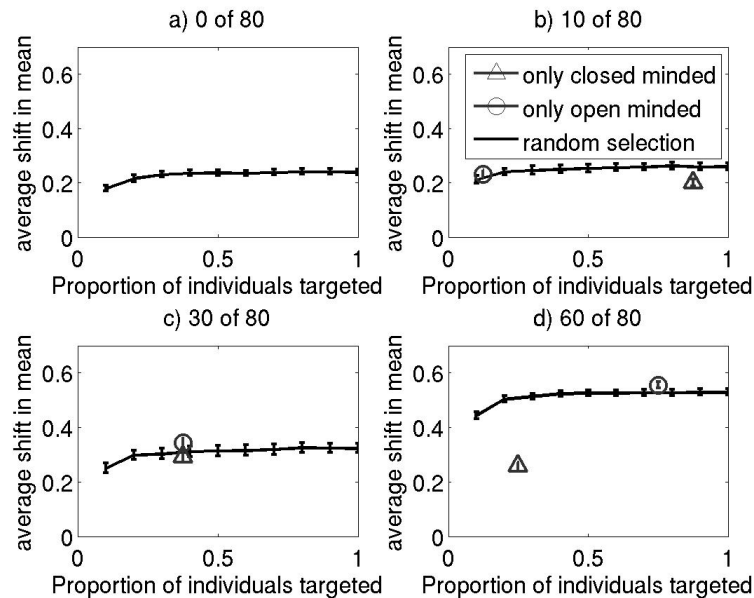 a) 0 of 80
average shift in mean
0.6
0.4
0.2
0
0 0.5 1
Proportion of individuals targeted
b) 10 of 80
average shift in mean
0.6
0.4
0.2
0
only closed minded
only open minded
random selection
0 0.5 1
Proportion of individuals targeted
c) 30 of 80
average shift in mean
0.6
0.4
0.2
0
0 0.5 1
Proportion of individuals targeted
d) 60 of 80
average shift in mean
0.6
0.4
0.2
0
0 0.5 1
Proportion of individuals targeted